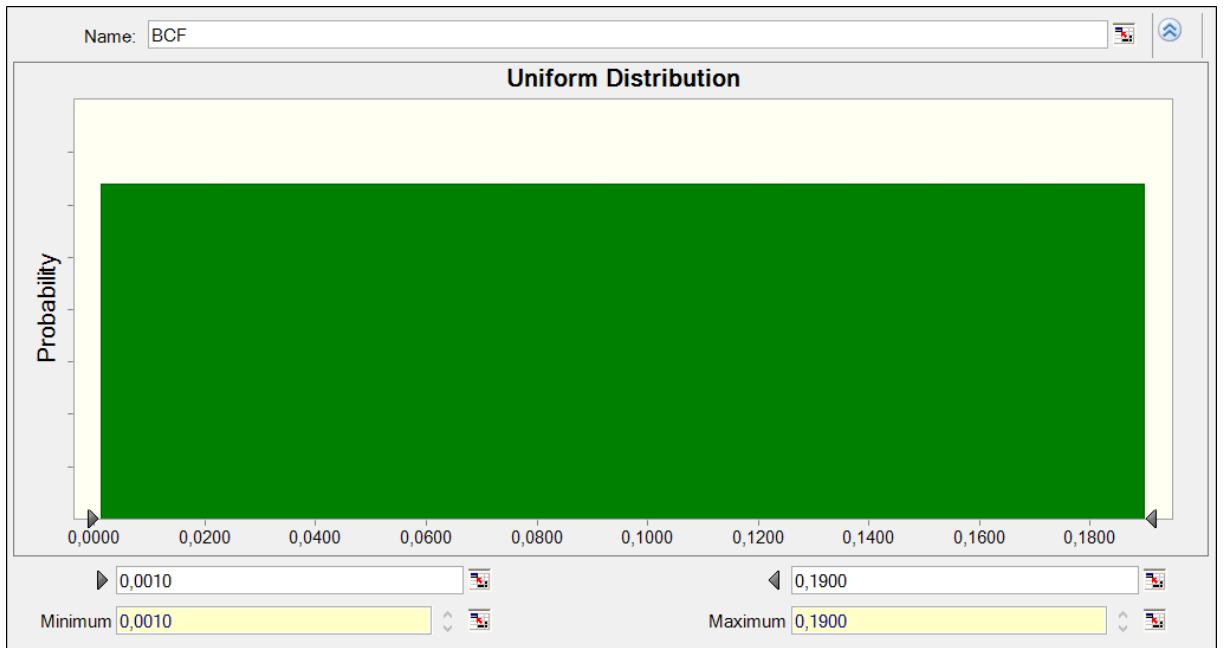 Name: BCF
Uniform Distribution
Probability
0,0000 0,0200 0,0400 0,0600 0,0800 0,1000 0,1200 0,1400 0,1600 0,1800
0,0010 0,1900
Minimum 0,0010 Maximum 0,1900